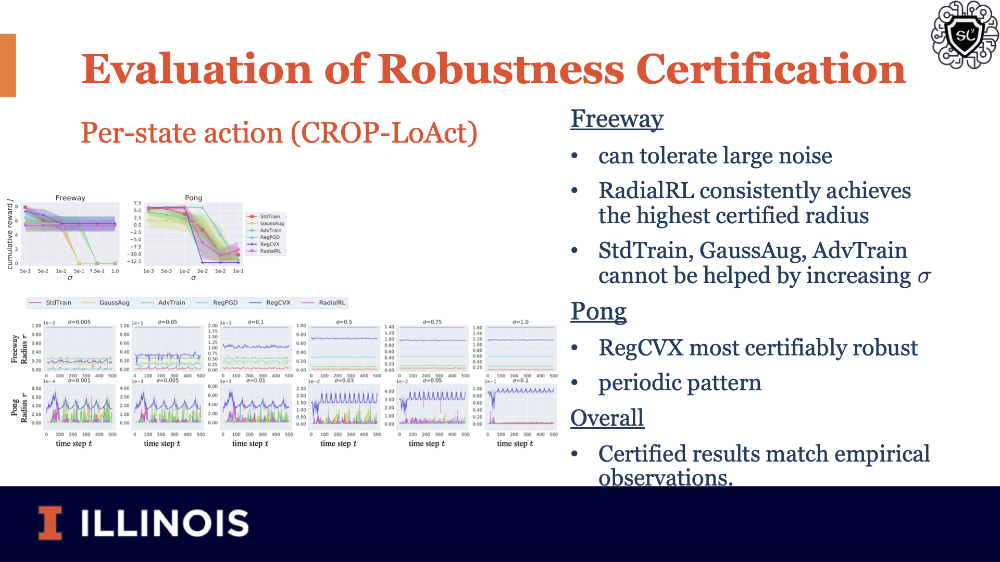 SL²
Evaluation of Robustness Certification
Per-state action (CROP-LoAct)
Freeway
• can tolerate large noise
• RadialRL consistently achieves
the highest certified radius
• StdTrain, GaussAug, AdvTrain
cannot be helped by increasing σ
Pong
• RegCVX most certifiably robust
• periodic pattern
Overall
• Certified results match empirical
observations.
Freeway
cumulative reward J
8
6
4
2
0
5e-3 5e-2 1e-1 5e-1 7.5e-1 1.0
σ
Pong
7.5
5.0
2.5
0.0
−2.5
−5.0
−7.5
−10.0
−12.5
1e-3 5e-3 1e-2 3e-2 5e-2 1e-1
σ
StdTrain
GaussAug
AdvTrain
RegPGD
RegCVX
RadialRL
StdTrain GaussAug AdvTrain RegPGD RegCVX RadialRL
Freeway
Radius r
1e−2 σ=0.005
1.00
0.80
0.60
0.40
0.20
0.00
0 100 200 300 400 500
1e−1 σ=0.05
1.00
0.80
0.60
0.40
0.20
0.00
0 100 200 300 400 500
1e−1 σ=0.1
2.00
1.75
1.50
1.25
1.00
0.75
0.50
0.25
0.00
0 100 200 300 400 500
σ=0.5
1.00
0.80
0.60
0.40
0.20
0.00
0 100 200 300 400 500
σ=0.75
1.40
1.20
1.00
0.80
0.60
0.40
0.20
0.00
0 100 200 300 400 500
σ=1.0
1.60
1.20
1.00
0.80
0.60
0.40
0.20
0 100 200 300 400 500
Pong
Radius r
1e−4 σ=0.001
8.00
6.00
4.00
2.00
0.00
0 100 200 300 400 500
time step t
1e−3 σ=0.005
4.00
3.00
2.00
1.00
0.00
0 100 200 300 400 500
time step t
1e−3 σ=0.01
8.00
6.00
4.00
2.00
0.00
0 100 200 300 400 500
time step t
1e−2 σ=0.03
2.50
2.00
1.50
1.00
0.50
0.00
0 100 200 300 400 500
time step t
1e−2 σ=0.05
4.00
3.00
2.00
1.00
0.00
0 100 200 300 400 500
time step t
1e−1 σ=0.1
1.00
0.80
0.60
0.40
0.20
0.00
0 100 200 300 400 500
time step t
I ILLINOIS